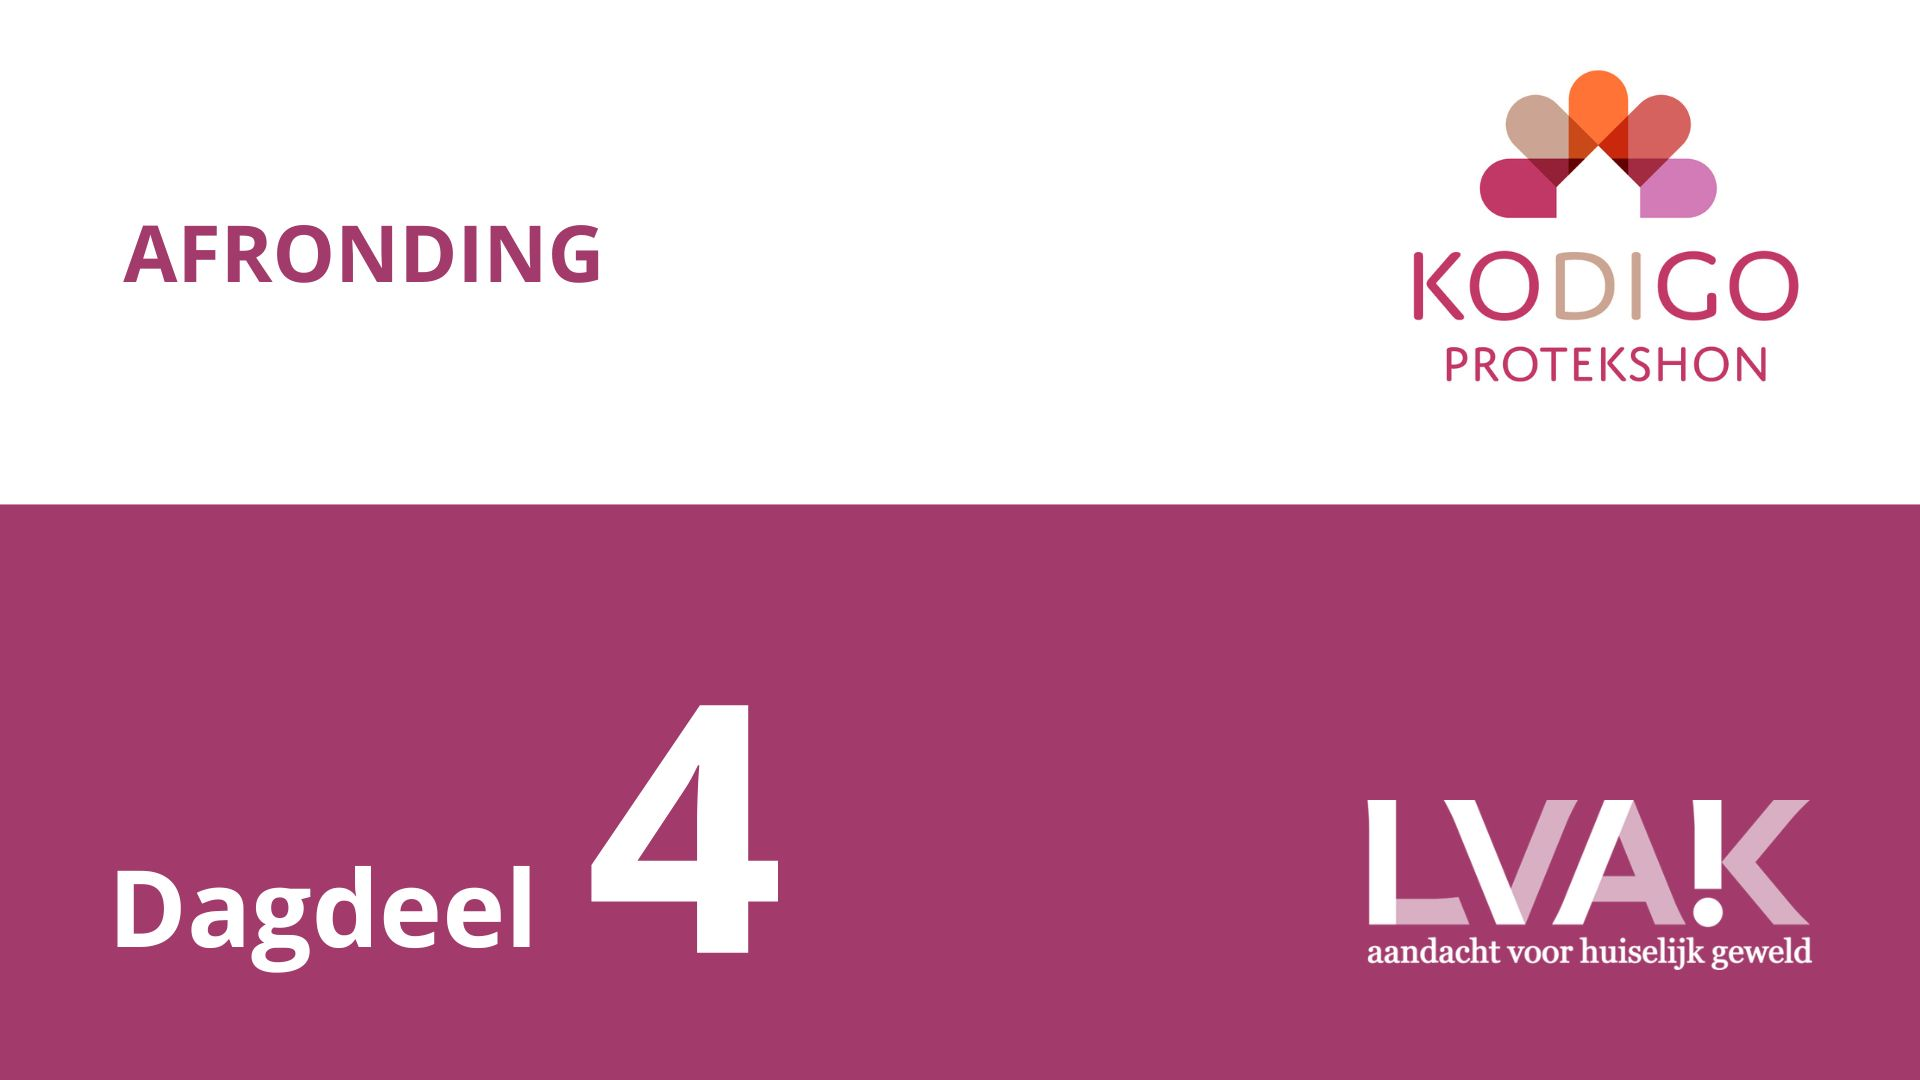 AFRONDING
KODIGO
PROTEKSHON
Dagdeel 4
LVAK
aandacht voor huiselijk geweld